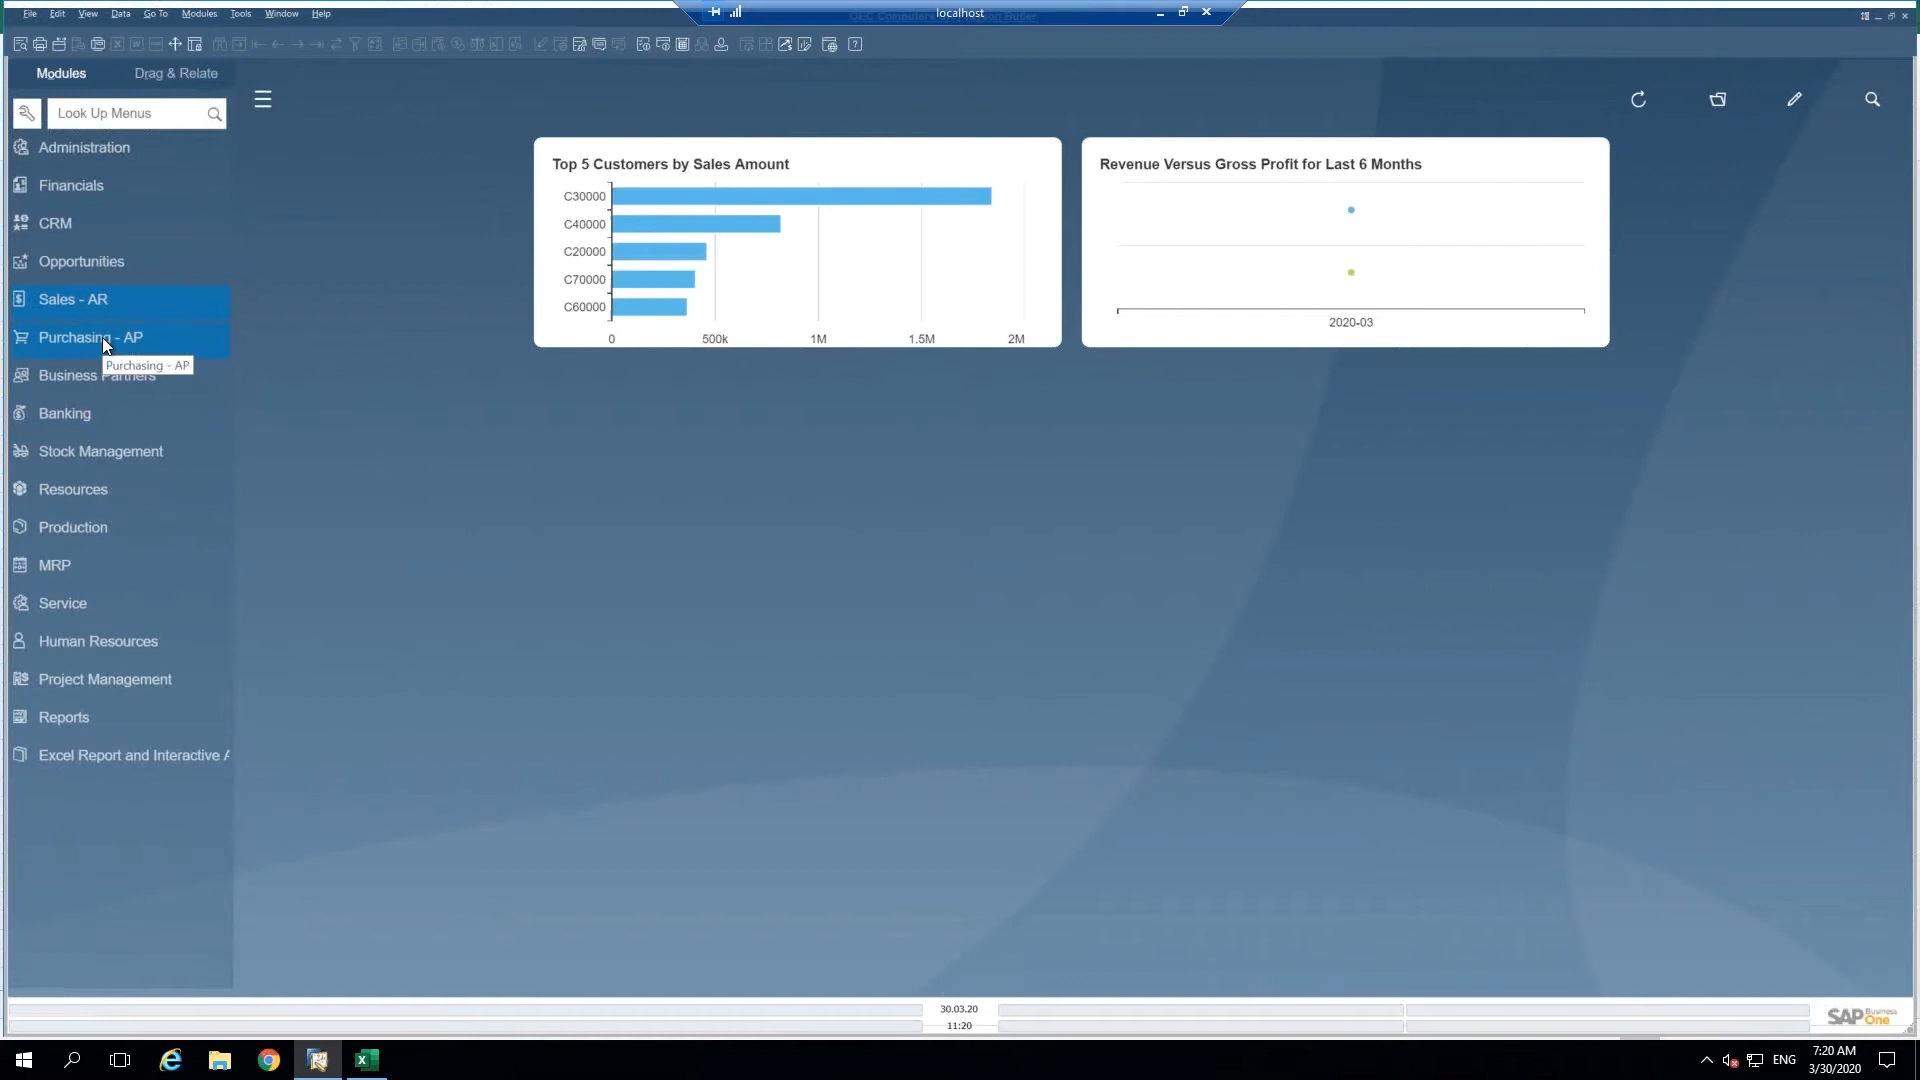 File Edit View Data Go To Modules Tools Window Help
localhost
Modules Drag & Relate
Look Up Menus
Administration
Financials
CRM
Opportunities
Sales - AR
Purchasing - AP
Purchasing - AP
Business Partners
Banking
Stock Management
Resources
Production
MRP
Service
Human Resources
Project Management
Reports
Excel Report and Interactive A
Top 5 Customers by Sales Amount
C30000
C40000
C20000
C70000
C60000
0 500k 1M 1.5M 2M
Revenue Versus Gross Profit for Last 6 Months
2020-03
30.03.20
11:20
SAP Business One
ENG
7:20 AM
3/30/2020